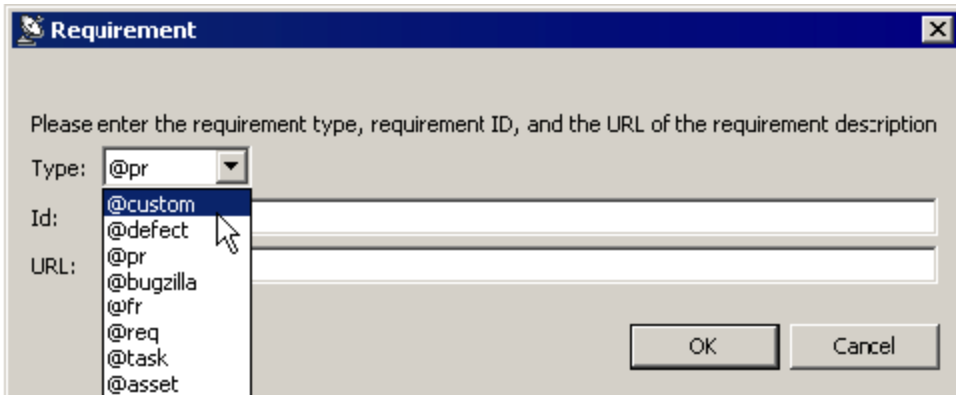 Requirement
Please enter the requirement type, requirement ID, and the URL of the requirement description
Type: @pr
@custom
Id:
@defect
@pr
URL:
@bugzilla
@fr
@req
@task
@asset
OK Cancel